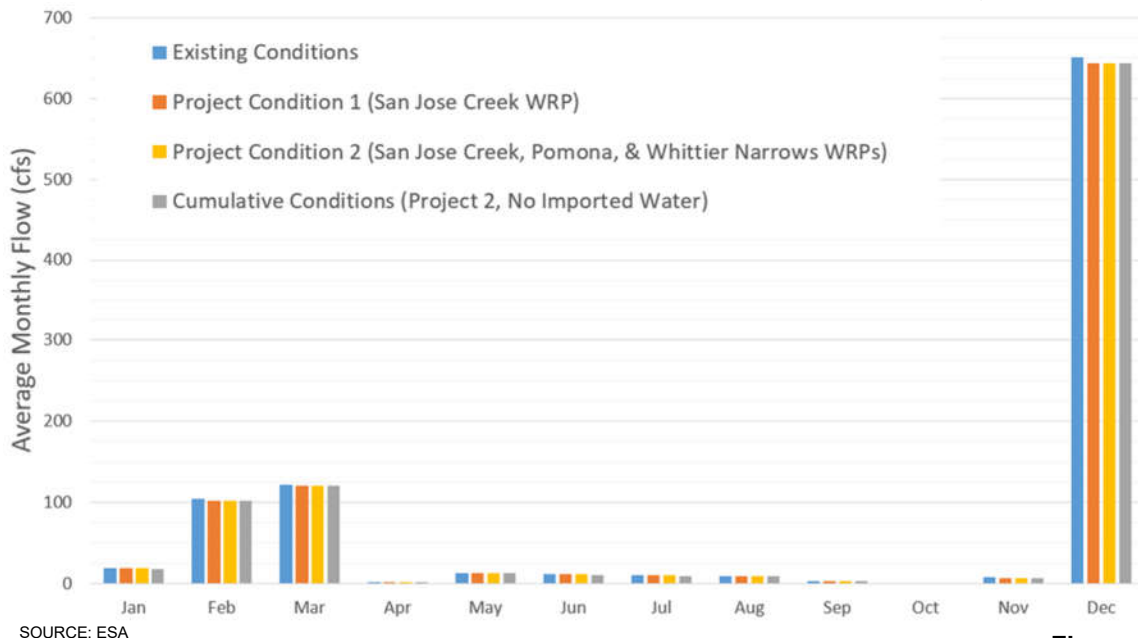 700
600
500
400
300
200
100
0
Average Monthly Flow (cfs)
Existing Conditions
Project Condition 1 (San Jose Creek WRP)
Project Condition 2 (San Jose Creek, Pomona, & Whittier Narrows WRPs)
Cumulative Conditions (Project 2, No Imported Water)
Jan Feb Mar Apr May Jun Jul Aug Sep Oct Nov Dec
SOURCE: ESA